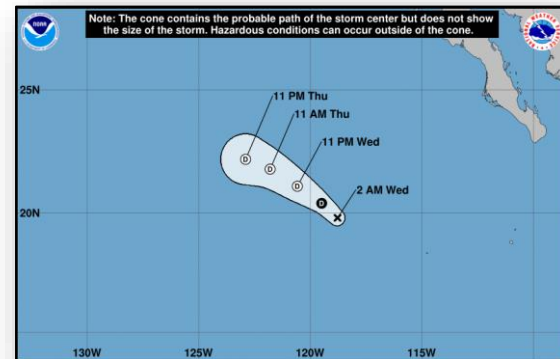 Note: The cone contains the probable path of the storm center but does not show
the size of the storm. Hazardous conditions can occur outside of the cone.
NOAA
25N
11 PM Thu
11 AM Thu
11 PM Wed
2 AM Wed
D
D
D
D
20N
130W
125W
120W
115W